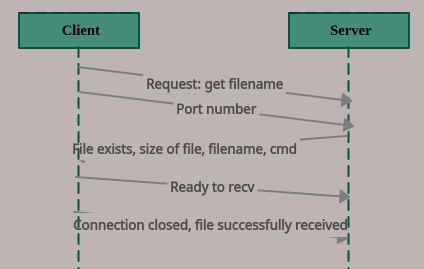 Client
Server
Request: get filename
Port number
File exists, size of file, filename, cmd
Ready to recv
Connection closed, file successfully received